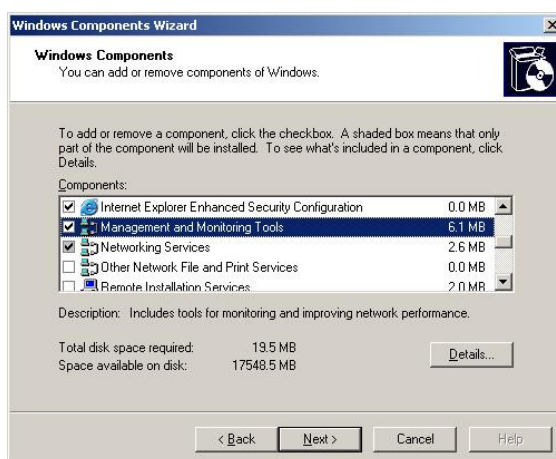 Windows Components Wizard
Windows Components
You can add or remove components of Windows.
To add or remove a component, click the checkbox. A shaded box means that only
part of the component will be installed. To see what's included in a component, click
Details.
Components:
Internet Explorer Enhanced Security Configuration 0.0 MB
Management and Monitoring Tools 6.1 MB
Networking Services 2.6 MB
Other Network File and Print Services 0.0 MB
Remote Installation Services 2.0 MB
Description: Includes tools for monitoring and improving network performance.
Total disk space required: 19.5 MB
Space available on disk: 17548.5 MB
Details...
< Back Next > Cancel Help